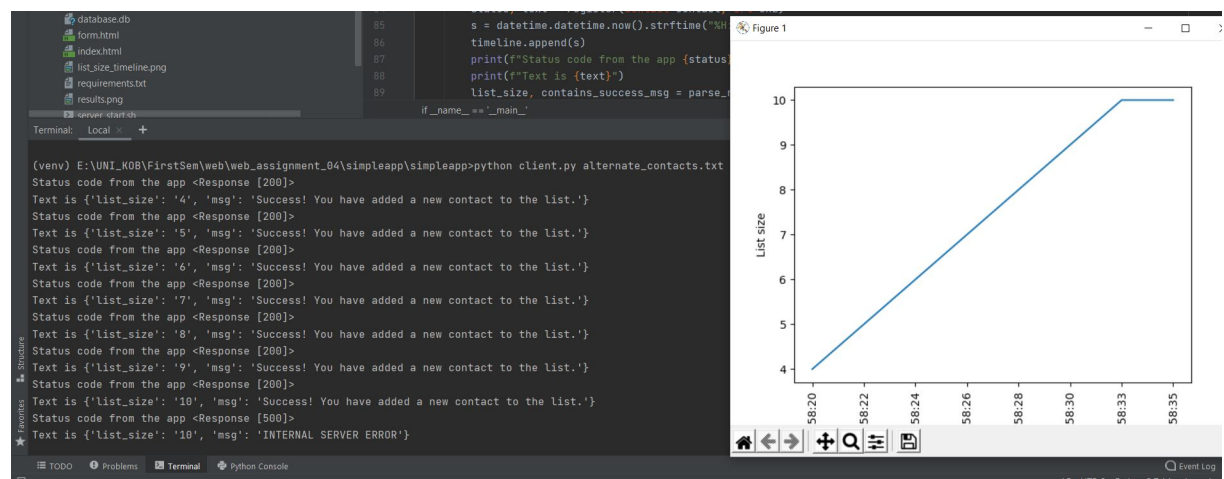 database.db
form.html
index.html
list_size_timeline.png
requirements.txt
results.png
server_start.sh
85
86
87
88
89
s = datetime.datetime.now().strftime("%H
timeline.append(s)
print(f"Status code from the app {status}
print(f"Text is {text}")
list_size, contains_success_msg = parse_
if __name__ == '__main__'
Terminal: Local × +
(venv) E:\UNI_KOB\FirstSem\web\web_assignment_04\simpleapp\simpleapp>python client.py alternate_contacts.txt
Status code from the app <Response [200]>
Text is {'list_size': '4', 'msg': 'Success! You have added a new contact to the list.'}
Status code from the app <Response [200]>
Text is {'list_size': '5', 'msg': 'Success! You have added a new contact to the list.'}
Status code from the app <Response [200]>
Text is {'list_size': '6', 'msg': 'Success! You have added a new contact to the list.'}
Status code from the app <Response [200]>
Text is {'list_size': '7', 'msg': 'Success! You have added a new contact to the list.'}
Status code from the app <Response [200]>
Text is {'list_size': '8', 'msg': 'Success! You have added a new contact to the list.'}
Status code from the app <Response [200]>
Text is {'list_size': '9', 'msg': 'Success! You have added a new contact to the list.'}
Status code from the app <Response [200]>
Text is {'list_size': '10', 'msg': 'Success! You have added a new contact to the list.'}
Status code from the app <Response [500]>
Text is {'list_size': '10', 'msg': 'INTERNAL SERVER ERROR'}
Structure
Favorites
TODO
Problems
Terminal
Python Console
Event Log
Figure 1
10
9
8
7
6
5
4
List size
58:20
58:22
58:24
58:26
58:28
58:30
58:33
58:35